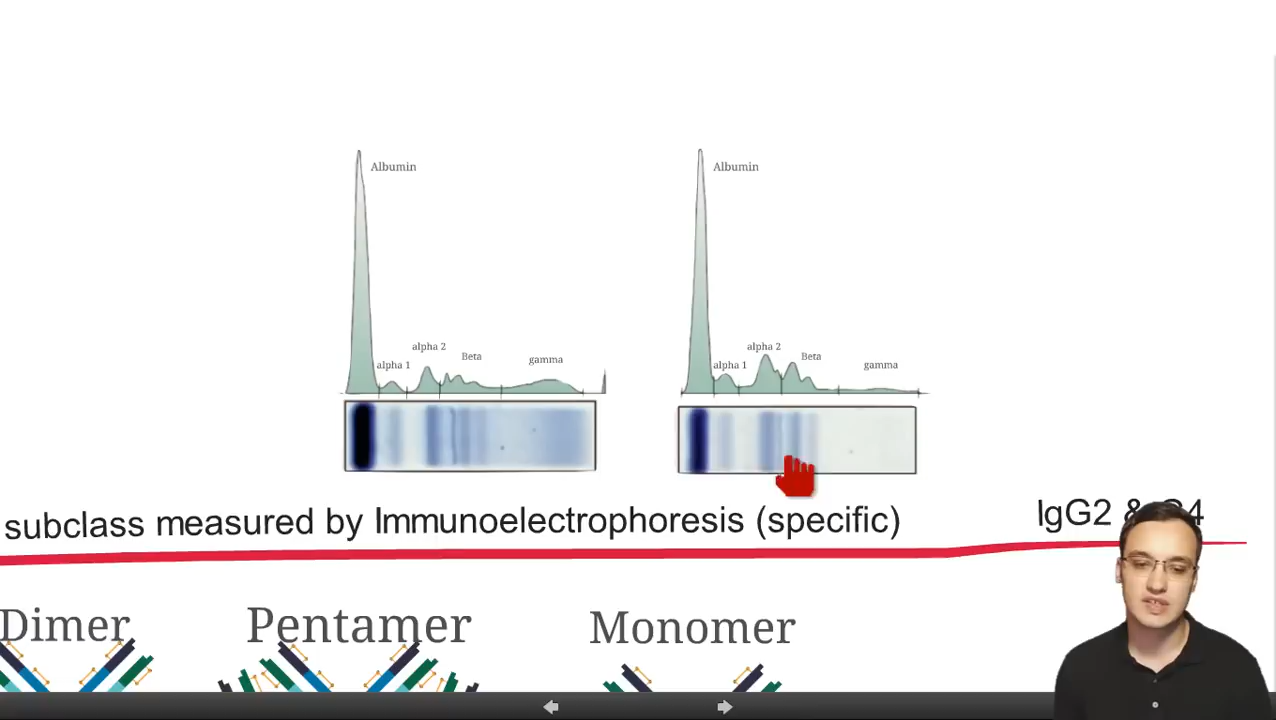 Albumin
alpha 1
alpha 2
Beta
gamma
Albumin
alpha 1
alpha 2
Beta
gamma
subclass measured by Immunoelectrophoresis (specific)
IgG2 &
Dimer
Pentamer
Monomer